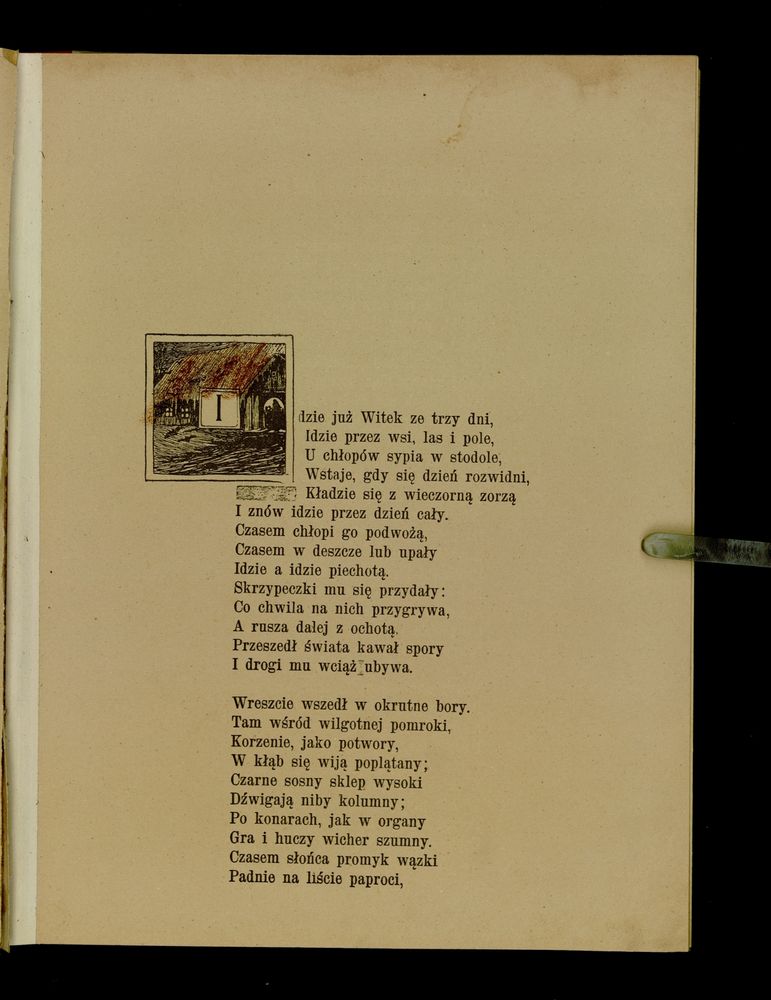 Idzie już Witek ze trzy dni,
Idzie przez wsi, las i pole,
U chłopów sypia w stodole,
Wstaje, gdy się dzień rozwidni,
Kładzie się z wieczorną zorzą
I znów idzie przez dzień cały.
Czasem chłopi go podwożą,
Czasem w deszcze lub upały
Idzie a idzie piechotą.
Skrzypeczki mu się przydały:
Co chwila na nich przygrywa,
A rusza dalej z ochotą.
Przeszedł świata kawał spory
I drogi mu wciąż ubywa.
Wreszcie wszedł w okrutne bory.
Tam wśród wilgotnej pomroki,
Korzenie, jako potwory,
W kłąb się wiją poplątany;
Czarne sosny sklep wysoki
Dźwigają niby kolumny;
Po konarach, jak w organy
Gra i huczy wicher szumny.
Czasem słońca promyk wązki
Padnie na liście paproci,